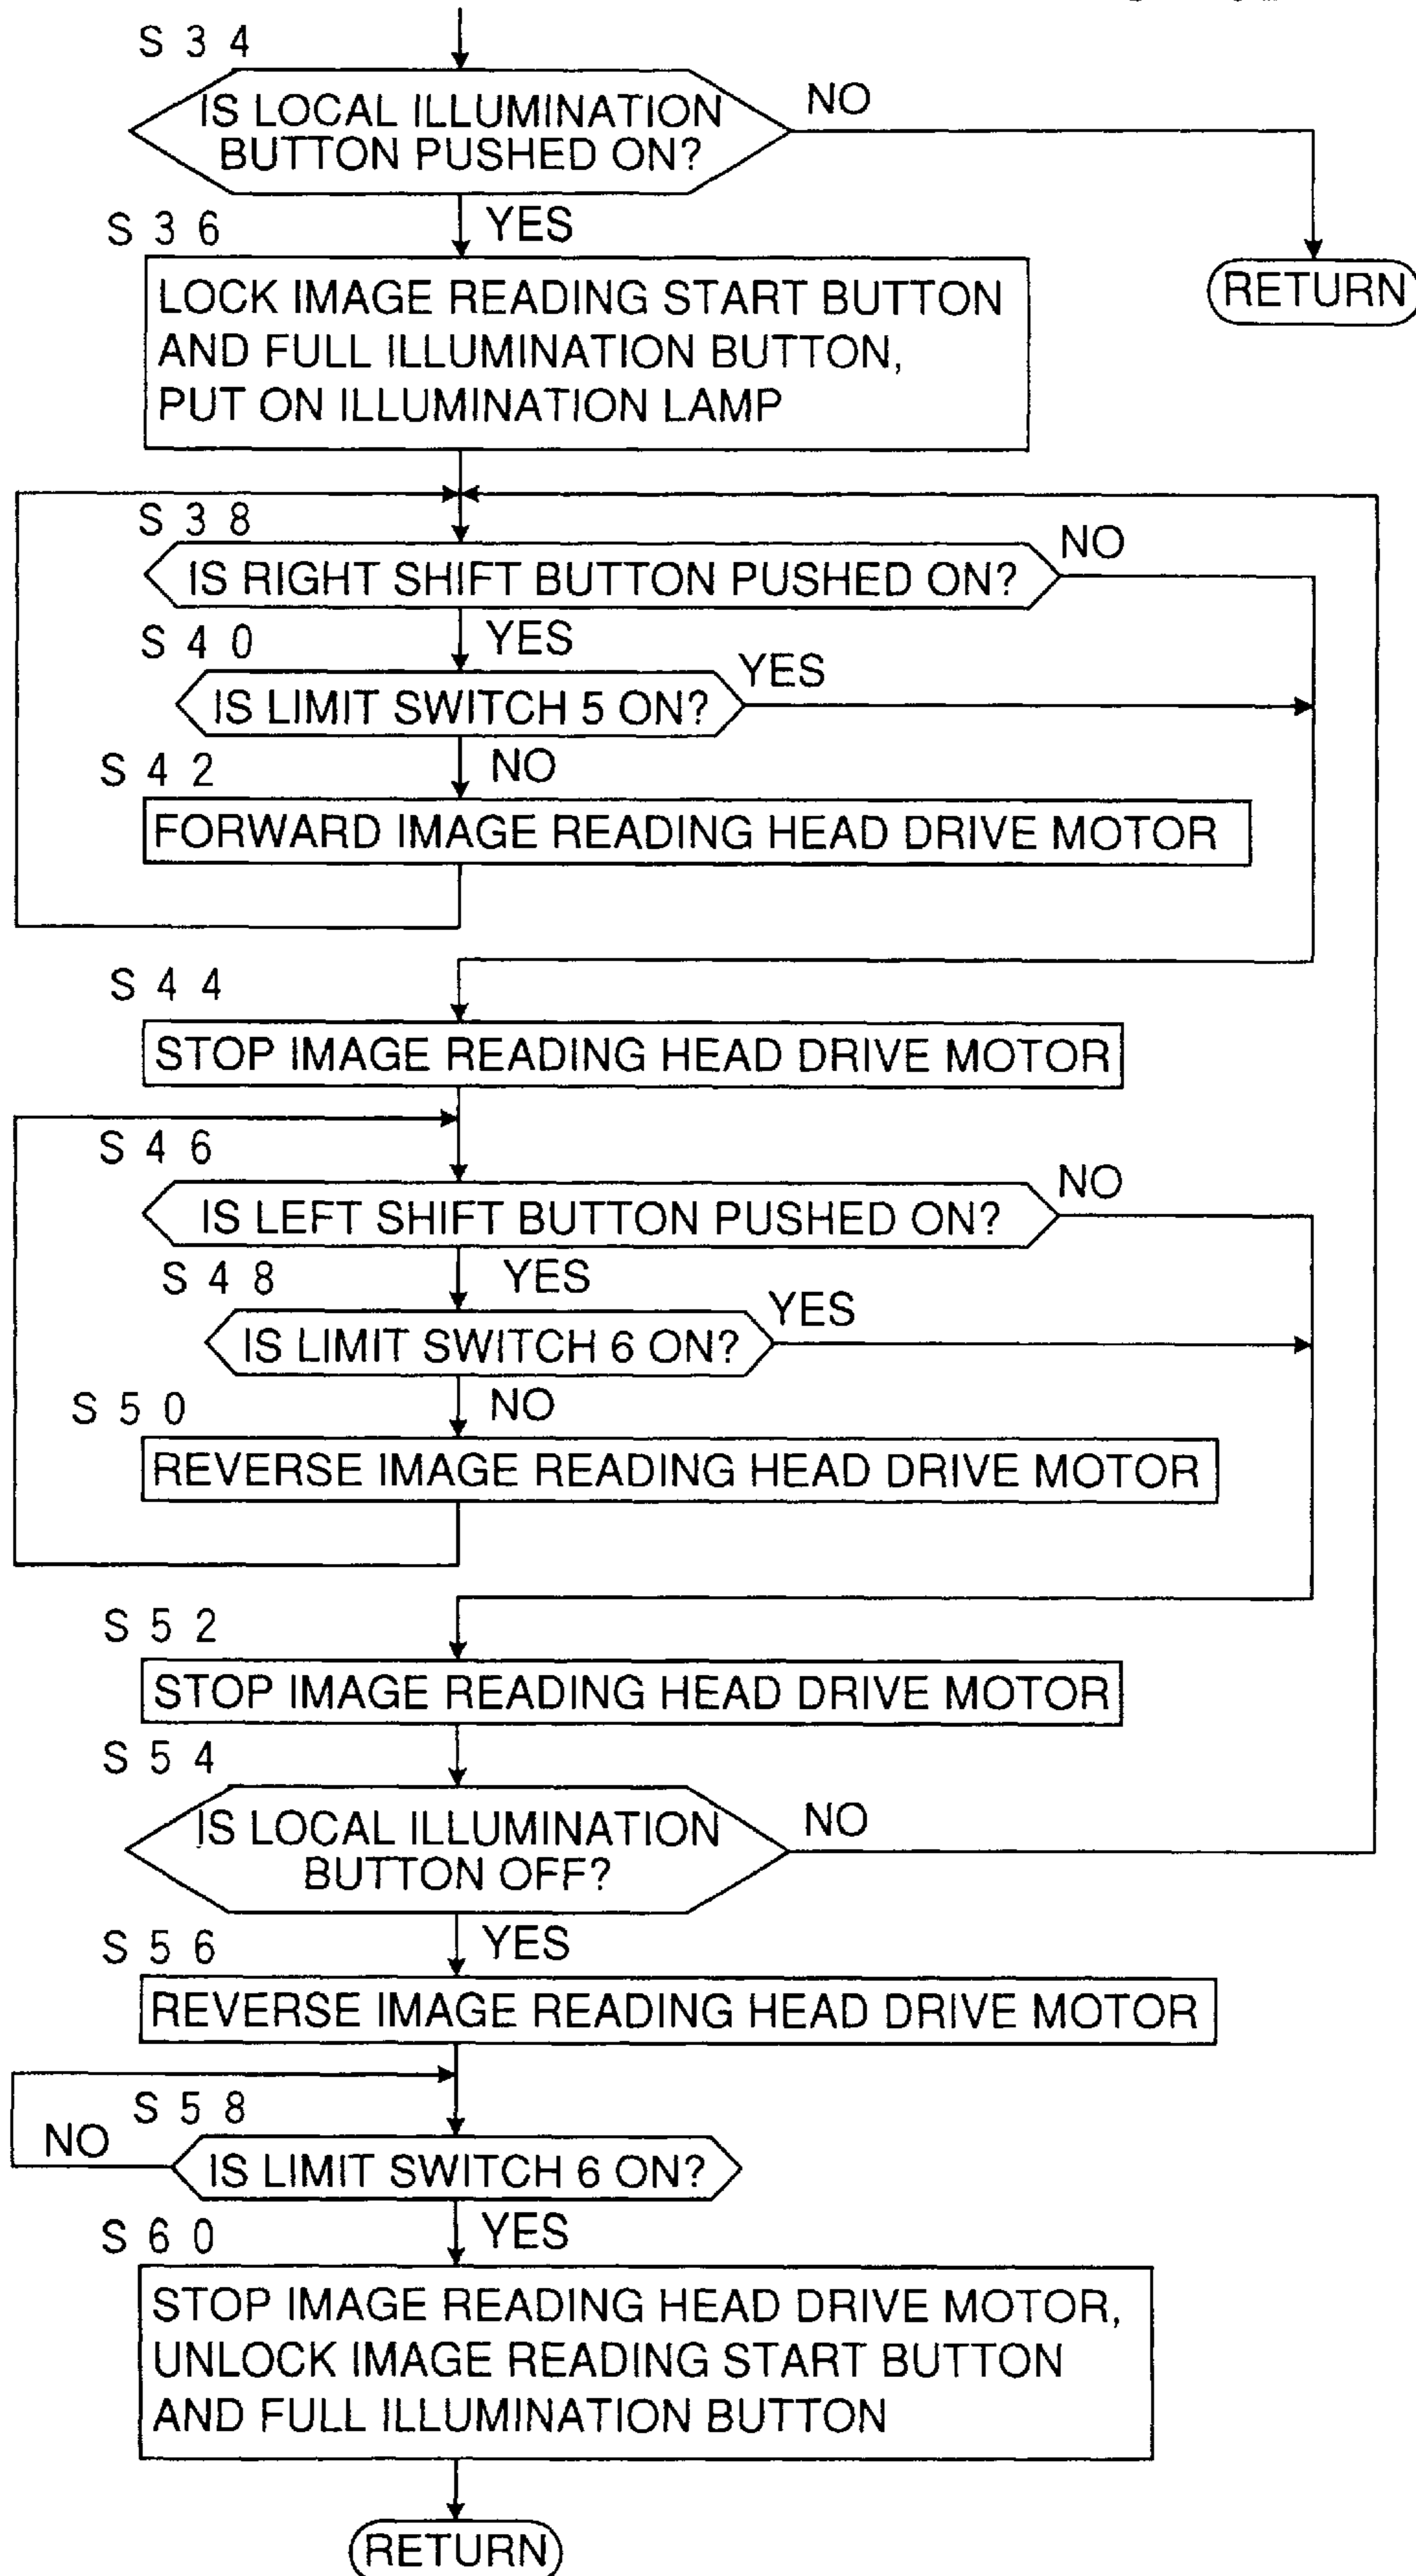 S 3 4
IS LOCAL ILLUMINATION
BUTTON PUSHED ON?
NO
YES
RETURN
S 3 6
LOCK IMAGE READING START BUTTON
AND FULL ILLUMINATION BUTTON,
PUT ON ILLUMINATION LAMP
S 3 8
IS RIGHT SHIFT BUTTON PUSHED ON?
NO
YES
S 4 0
IS LIMIT SWITCH 5 ON?
YES
NO
S 4 2
FORWARD IMAGE READING HEAD DRIVE MOTOR
S 4 4
STOP IMAGE READING HEAD DRIVE MOTOR
S 4 6
IS LEFT SHIFT BUTTON PUSHED ON?
NO
YES
S 4 8
IS LIMIT SWITCH 6 ON?
YES
NO
S 5 0
REVERSE IMAGE READING HEAD DRIVE MOTOR
S 5 2
STOP IMAGE READING HEAD DRIVE MOTOR
S 5 4
IS LOCAL ILLUMINATION
BUTTON OFF?
NO
YES
S 5 6
REVERSE IMAGE READING HEAD DRIVE MOTOR
S 5 8
NO
IS LIMIT SWITCH 6 ON?
YES
S 6 0
STOP IMAGE READING HEAD DRIVE MOTOR,
UNLOCK IMAGE READING START BUTTON
AND FULL ILLUMINATION BUTTON
RETURN